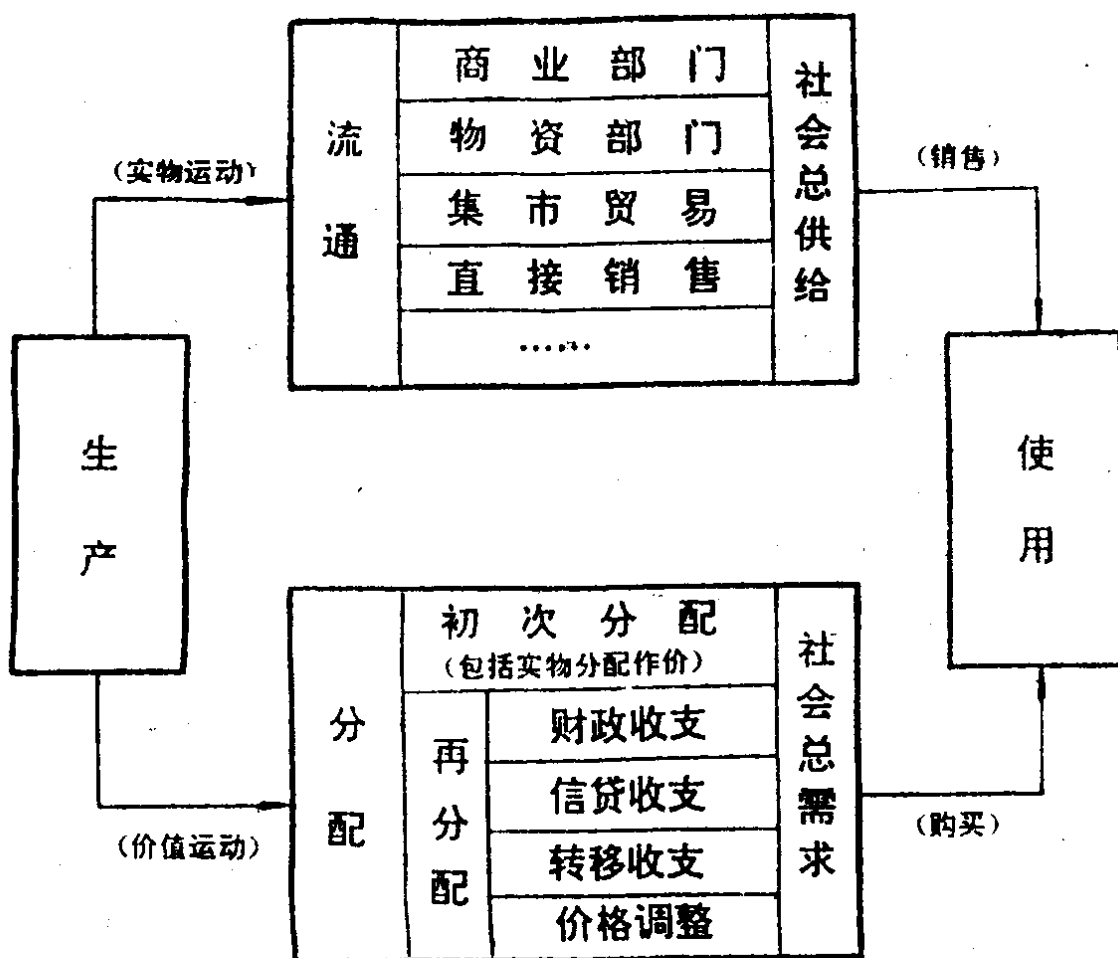 商业部门
物资部门
集市贸易
直接销售
……
流通
社会总供给
(实物运动)
(销售)
生产
使用
初次分配
(包括实物分配作价)
分配
再分配
财政收支
信贷收支
转移收支
价格调整
社会总需求
(价值运动)
(购买)